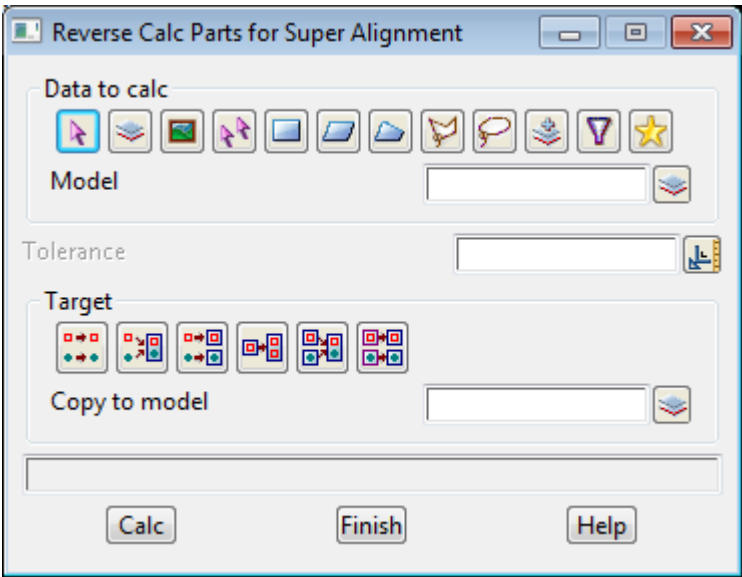 Reverse Calc Parts for Super Alignment
Data to calc
Model
Tolerance
Target
Copy to model
Calc Finish Help